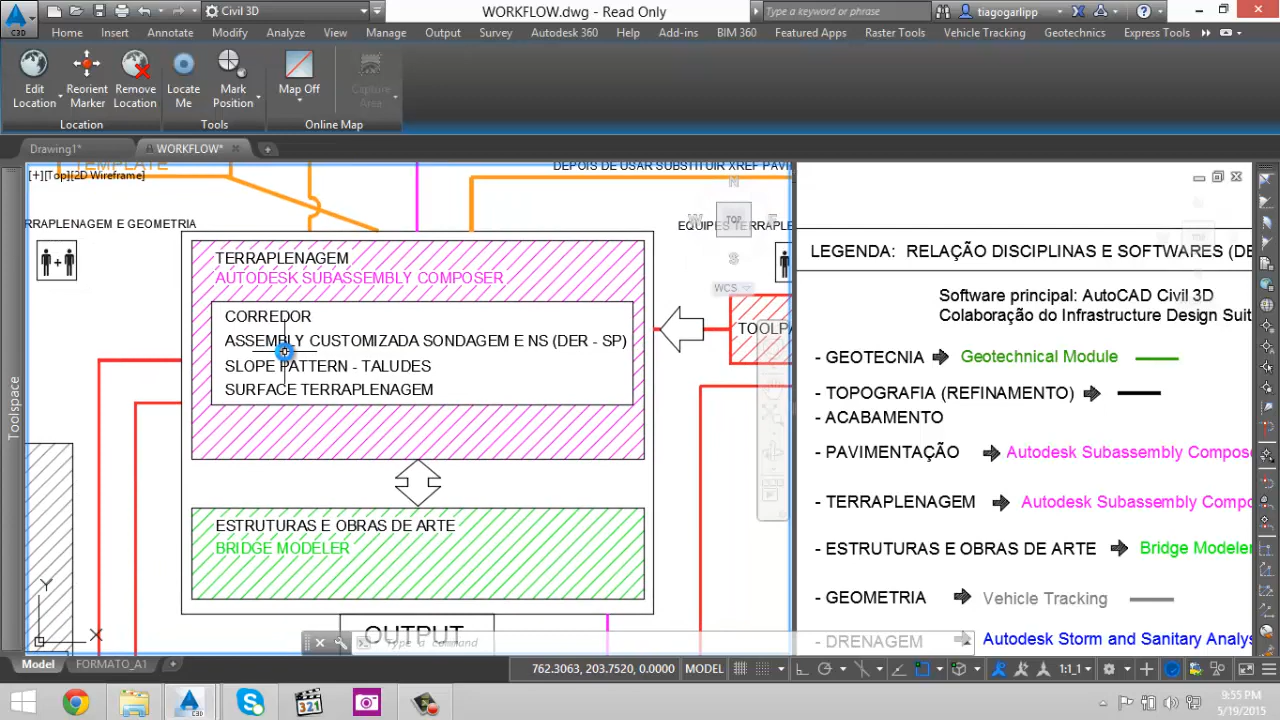 Civil 3D
WORKFLOW.dwg - Read Only
Type a keyword or phrase
tiagogarlipp
Home Insert Annotate Modify Analyze View Manage Output Survey Autodesk 360 Help Add-ins BIM 360 Featured Apps Raster Tools Vehicle Tracking Geotechnics Express Tools
C3D
Edit Location
Reorient Marker
Remove Location
Locate Me
Mark Position
Map Off
Capture Area
Location
Tools
Online Map
Drawing1*
WORKFLOW*
[+][Top][2D Wireframe]
TEMPLATE
DEPOIS DE USAR SUBSTITUIR XREF PAVI
RRAPLENAGEM E GEOMETRIA
EQUIPES TERRAPLE
N
W
TOP
E
S
WCS
TERRAPLENAGEM
AUTODESK SUBASSEMBLY COMPOSER
CORREDOR
ASSEMBLY CUSTOMIZADA SONDAGEM E NS (DER - SP)
SLOPE PATTERN - TALUDES
SURFACE TERRAPLENAGEM
TOOLPA
ESTRUTURAS E OBRAS DE ARTE
BRIDGE MODELER
OUTPUT
LEGENDA: RELAÇÃO DISCIPLINAS E SOFTWARES (DE
Software principal: AutoCAD Civil 3D
Colaboração do Infrastructure Design Suit
- GEOTECNIA Geotechnical Module
- TOPOGRAFIA (REFINAMENTO)
- ACABAMENTO
- PAVIMENTAÇÃO Autodesk Subassembly Compose
- TERRAPLENAGEM Autodesk Subassembly Compo
- ESTRUTURAS E OBRAS DE ARTE Bridge Modeler
- GEOMETRIA Vehicle Tracking
- DRENAGEM Autodesk Storm and Sanitary Analys
Toolspace
Y
X
Type a command
Model
FORMATO_A1
762.3063, 203.7520, 0.0000
MODEL
1:1_1
9:55 PM
5/19/2015